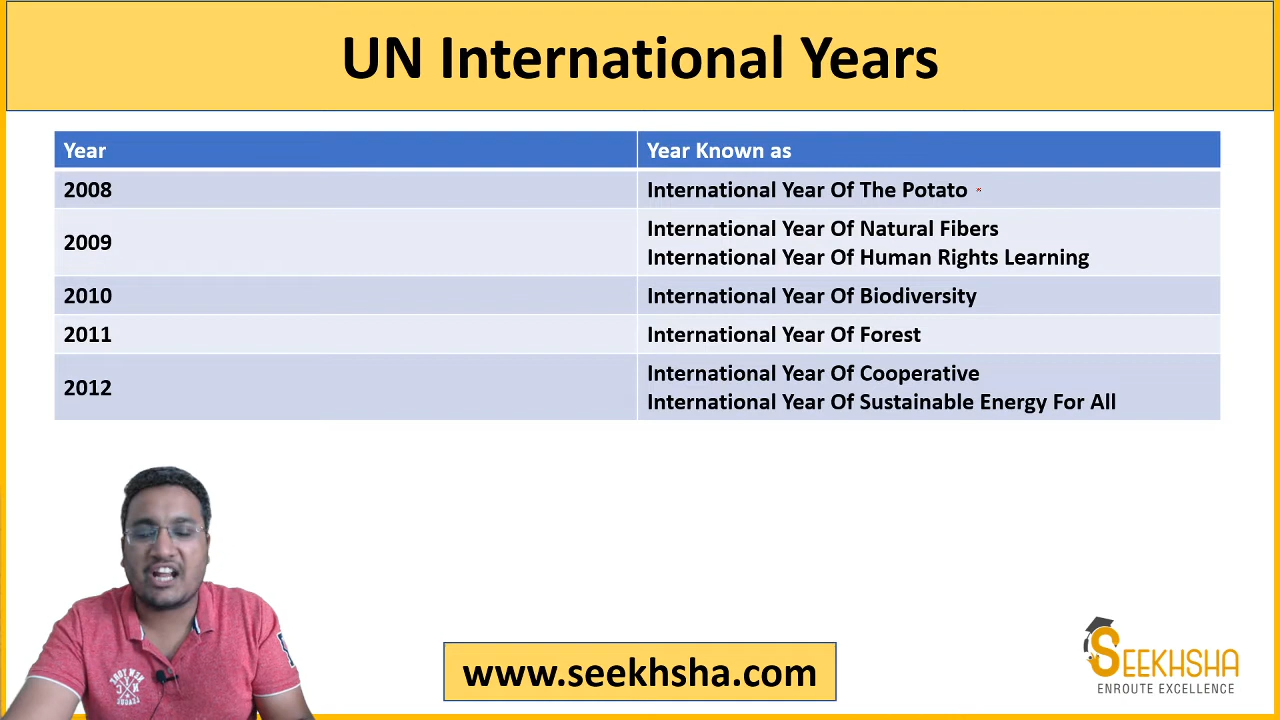 UN International Years
Year Year Known as
2008 International Year Of The Potato
2009 International Year Of Natural Fibers
International Year Of Human Rights Learning
2010 International Year Of Biodiversity
2011 International Year Of Forest
2012 International Year Of Cooperative
International Year Of Sustainable Energy For All
www.seekhsha.com
SEEKHSHA
ENROUTE EXCELLENCE